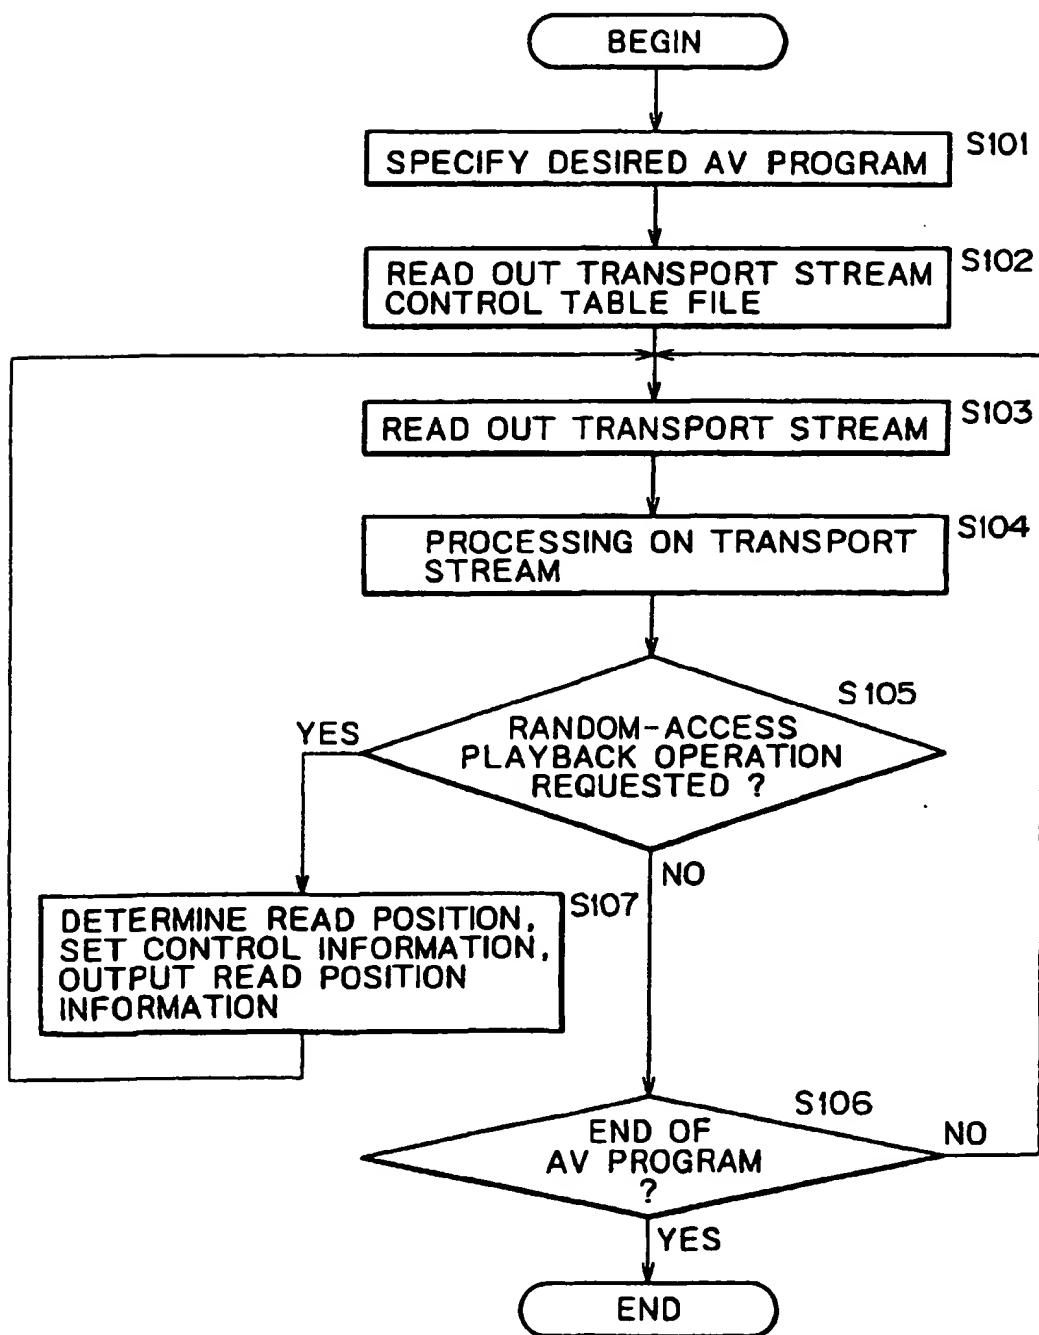 BEGIN
S101
SPECIFY DESIRED AV PROGRAM
S102
READ OUT TRANSPORT STREAM
CONTROL TABLE FILE
S103
READ OUT TRANSPORT STREAM
S104
PROCESSING ON TRANSPORT
STREAM
S105
YES
RANDOM-ACCESS
PLAYBACK OPERATION
REQUESTED ?
NO
S107
DETERMINE READ POSITION,
SET CONTROL INFORMATION,
OUTPUT READ POSITION
INFORMATION
S106
END OF
AV PROGRAM
?
NO
YES
END